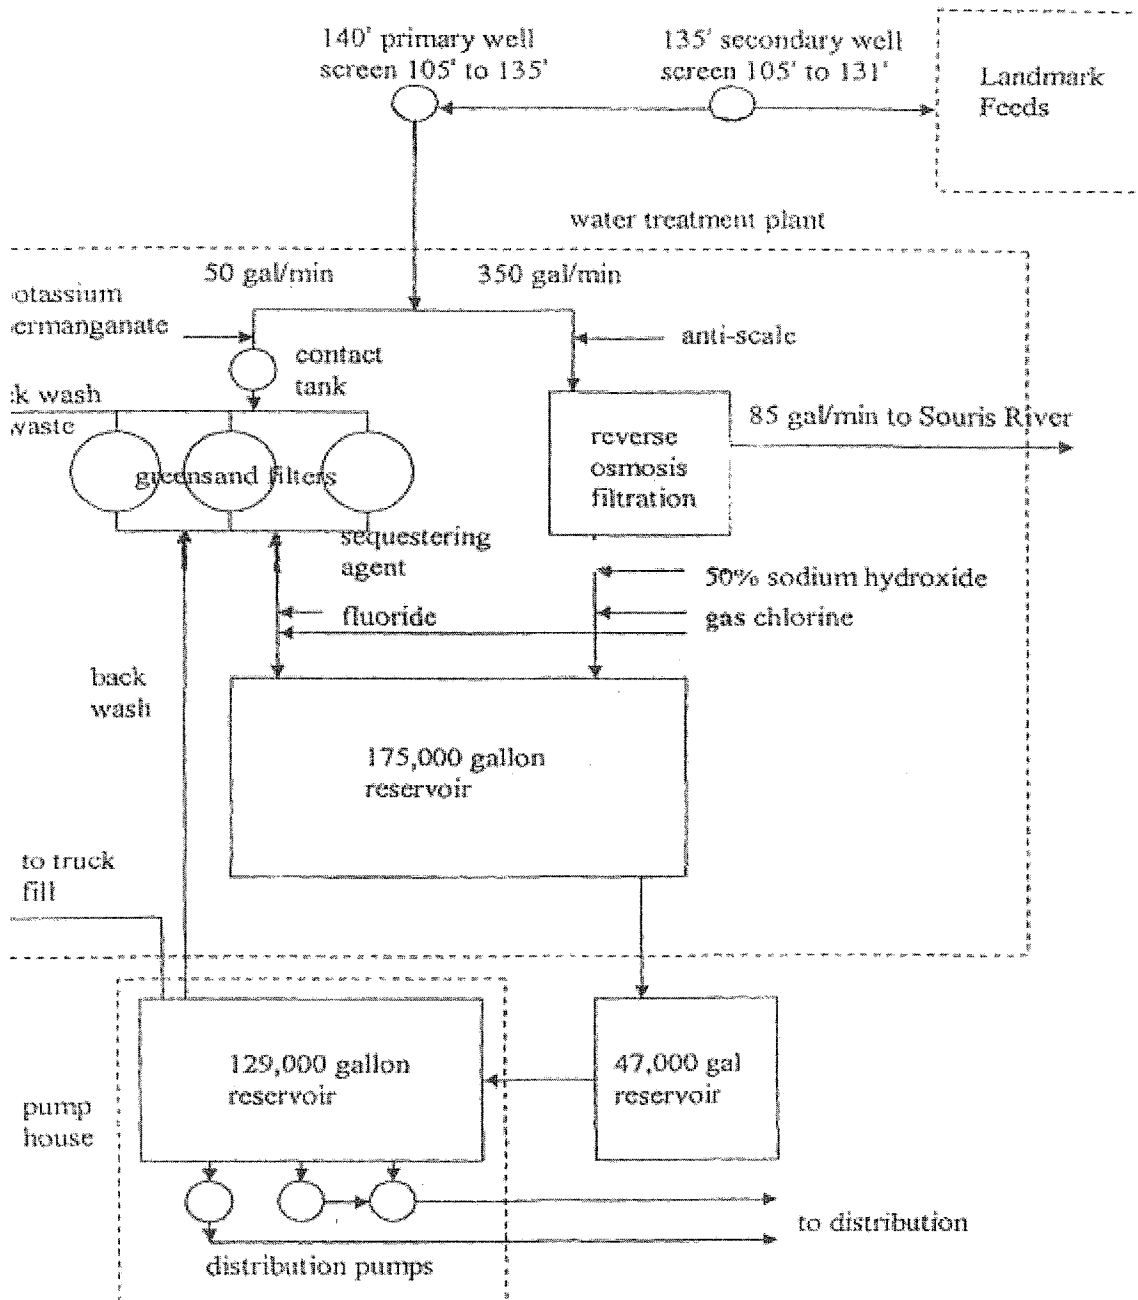 140' primary well
screen 105' to 135'
135' secondary well
screen 105' to 131'
Landmark
Feeds
water treatment plant
50 gal/min
350 gal/min
otassium
permanganate
anti-scale
contact
tank
ck wash
waste
85 gal/min to Souris River
reverse
osmosis
filtration
greensand filters
sequestering
agent
50% sodium hydroxide
fluoride
gas chlorine
back
wash
175,000 gallon
reservoir
to truck
fill
129,000 gallon
reservoir
47,000 gal
reservoir
pump
house
to distribution
distribution pumps